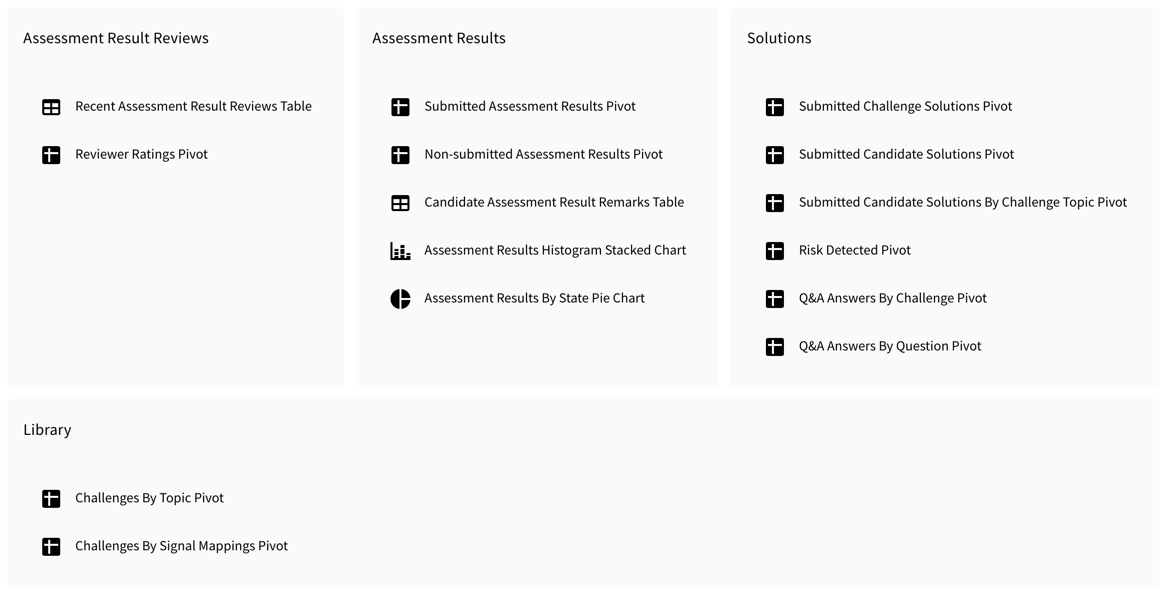 Assessment Result Reviews
Recent Assessment Result Reviews Table
Reviewer Ratings Pivot
Assessment Results
Submitted Assessment Results Pivot
Non-submitted Assessment Results Pivot
Candidate Assessment Result Remarks Table
Assessment Results Histogram Stacked Chart
Assessment Results By State Pie Chart
Solutions
Submitted Challenge Solutions Pivot
Submitted Candidate Solutions Pivot
Submitted Candidate Solutions By Challenge Topic Pivot
Risk Detected Pivot
Q&A Answers By Challenge Pivot
Q&A Answers By Question Pivot
Library
Challenges By Topic Pivot
Challenges By Signal Mappings Pivot